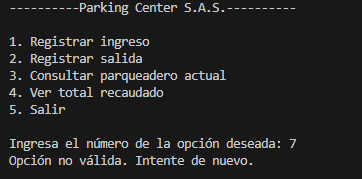 ----------Parking Center S.A.S.----------
1. Registrar ingreso
2. Registrar salida
3. Consultar parqueadero actual
4. Ver total recaudado
5. Salir
Ingresa el número de la opción deseada: 7
Opción no válida. Intente de nuevo.